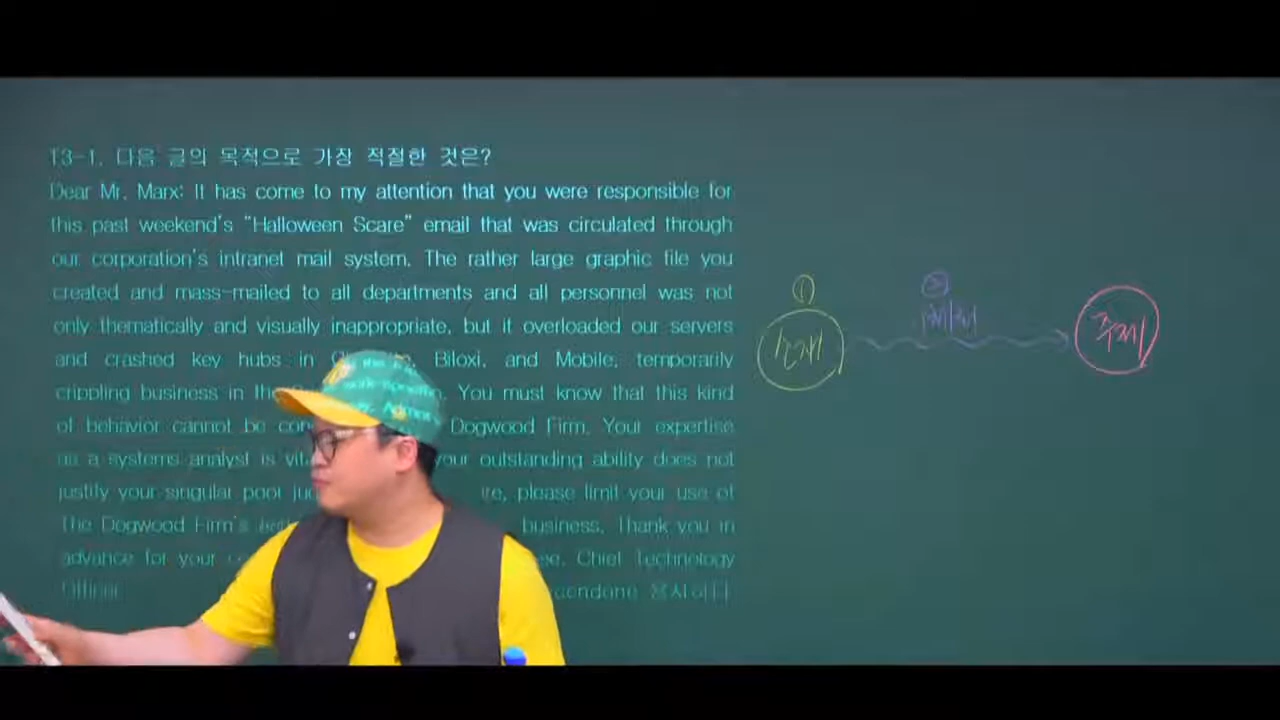 T3-1. 다음 글의 목적으로 가장 적절한 것은?
Dear Mr. Marx: It has come to my attention that you were responsible for
this past weekend's "Halloween Scare" email that was circulated through
our corporation's intranet mail system. The rather large graphic file you
created and mass-mailed to all departments and all personnel was not
only thematically and visually inappropriate, but it overloaded our servers
and crashed key hubs in Biloxi, and Mobile, temporarily
crippling business in the You must know that this kind
of behavior cannot be Dogwood Firm. Your expertise
as a systems analyst is your outstanding ability does not
justify your singular poor please limit your use of
The Dogwood Firm's business. Thank you in
advance for your Chief Technology
Officer
① ②
소재 주제